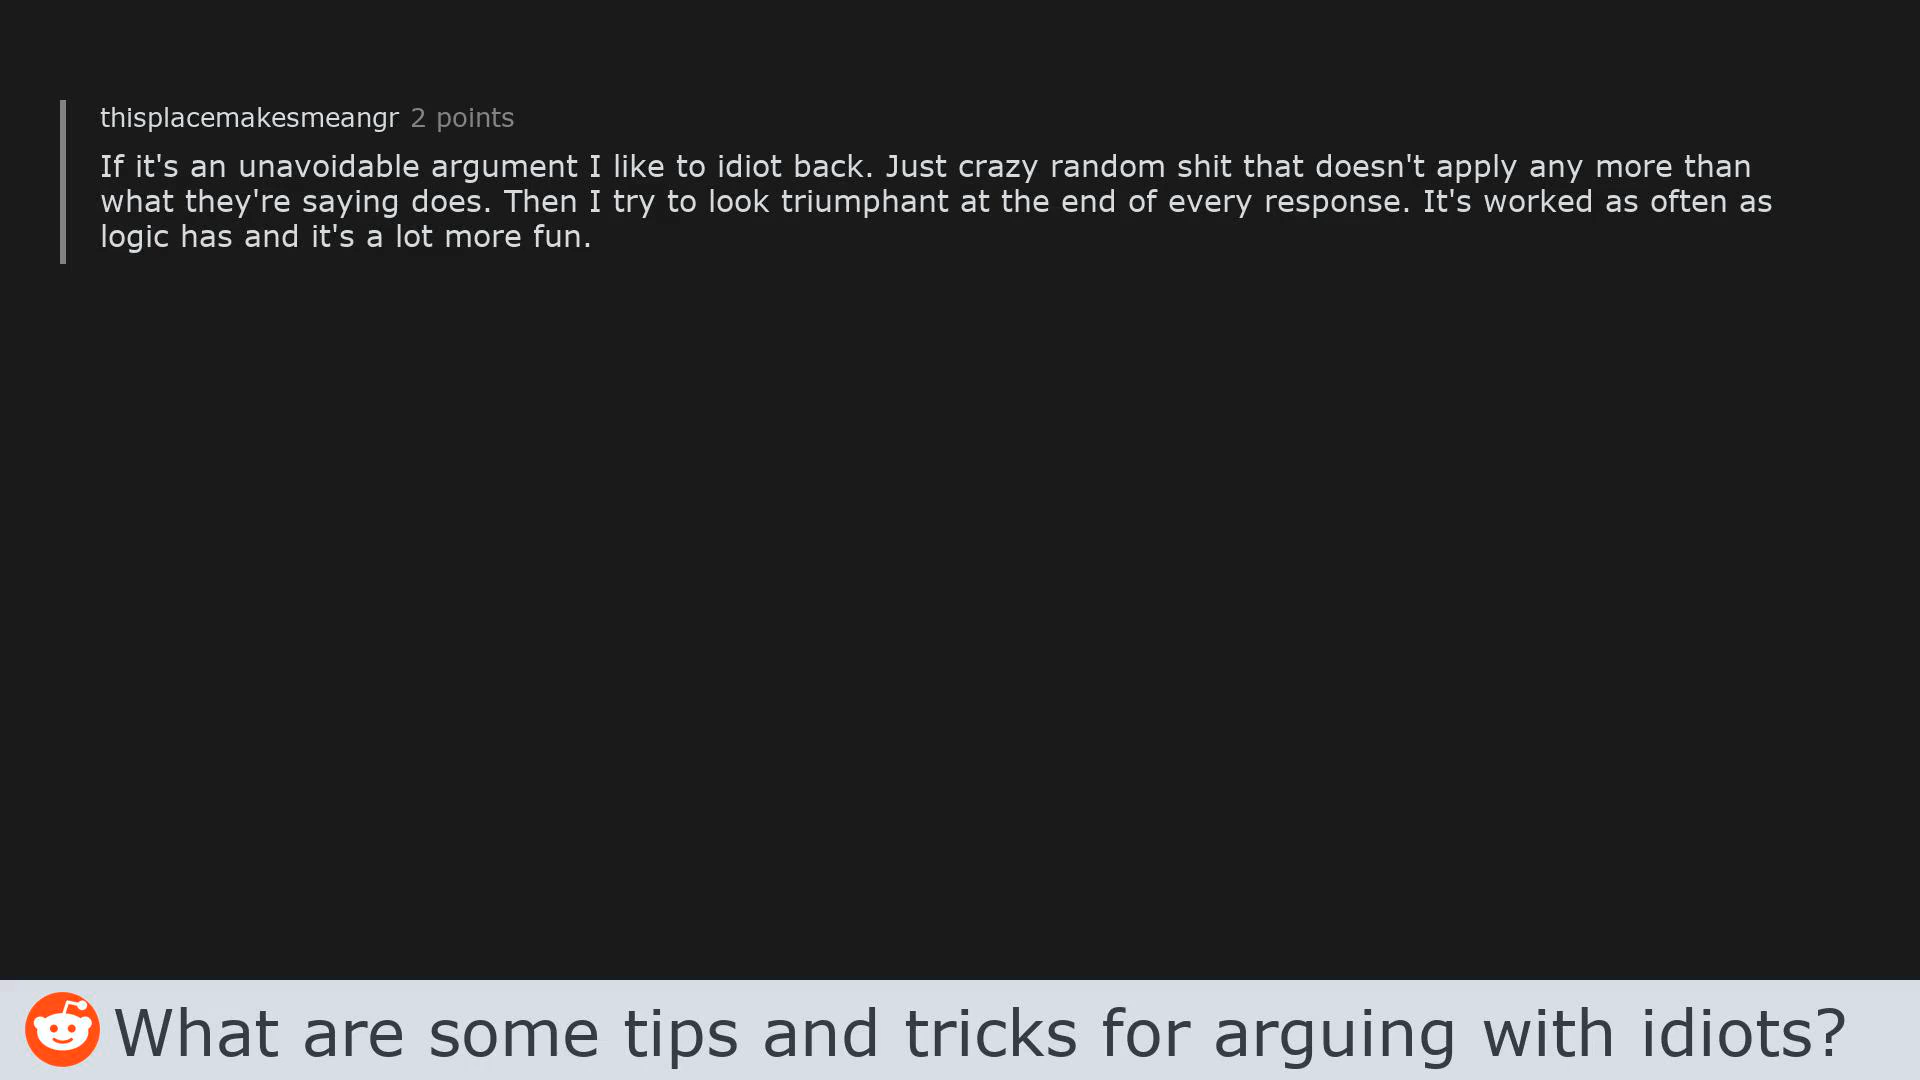 thisplacemakesmeangr 2 points
If it's an unavoidable argument I like to idiot back. Just crazy random shit that doesn't apply any more than
what they're saying does. Then I try to look triumphant at the end of every response. It's worked as often as
logic has and it's a lot more fun.
What are some tips and tricks for arguing with idiots?